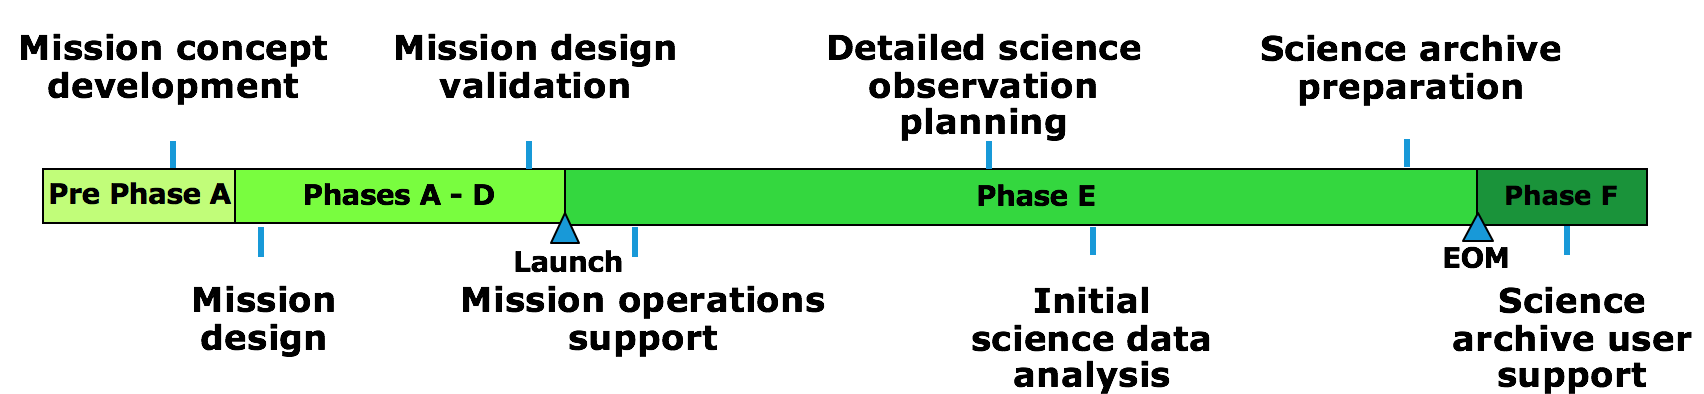 Mission concept
development
Mission design
validation
Detailed science
observation
planning
Science archive
preparation
Pre Phase A
Phases A - D
Phase E
Phase F
Launch
EOM
Mission
design
Mission operations
support
Initial
science data
analysis
Science
archive user
support